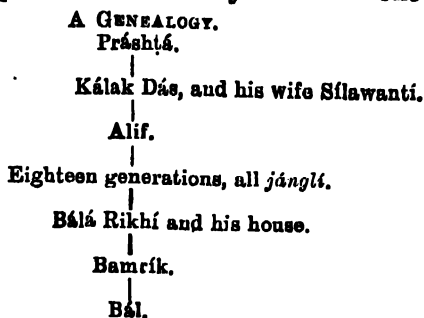 A GENEALOGY.
Práshṭá.
Kálak Dás, and his wife Sílawantí.
Alif.
Eighteen generations, all jánglí.
Bálá Rikhí and his house.
Bamrík.
Bál.